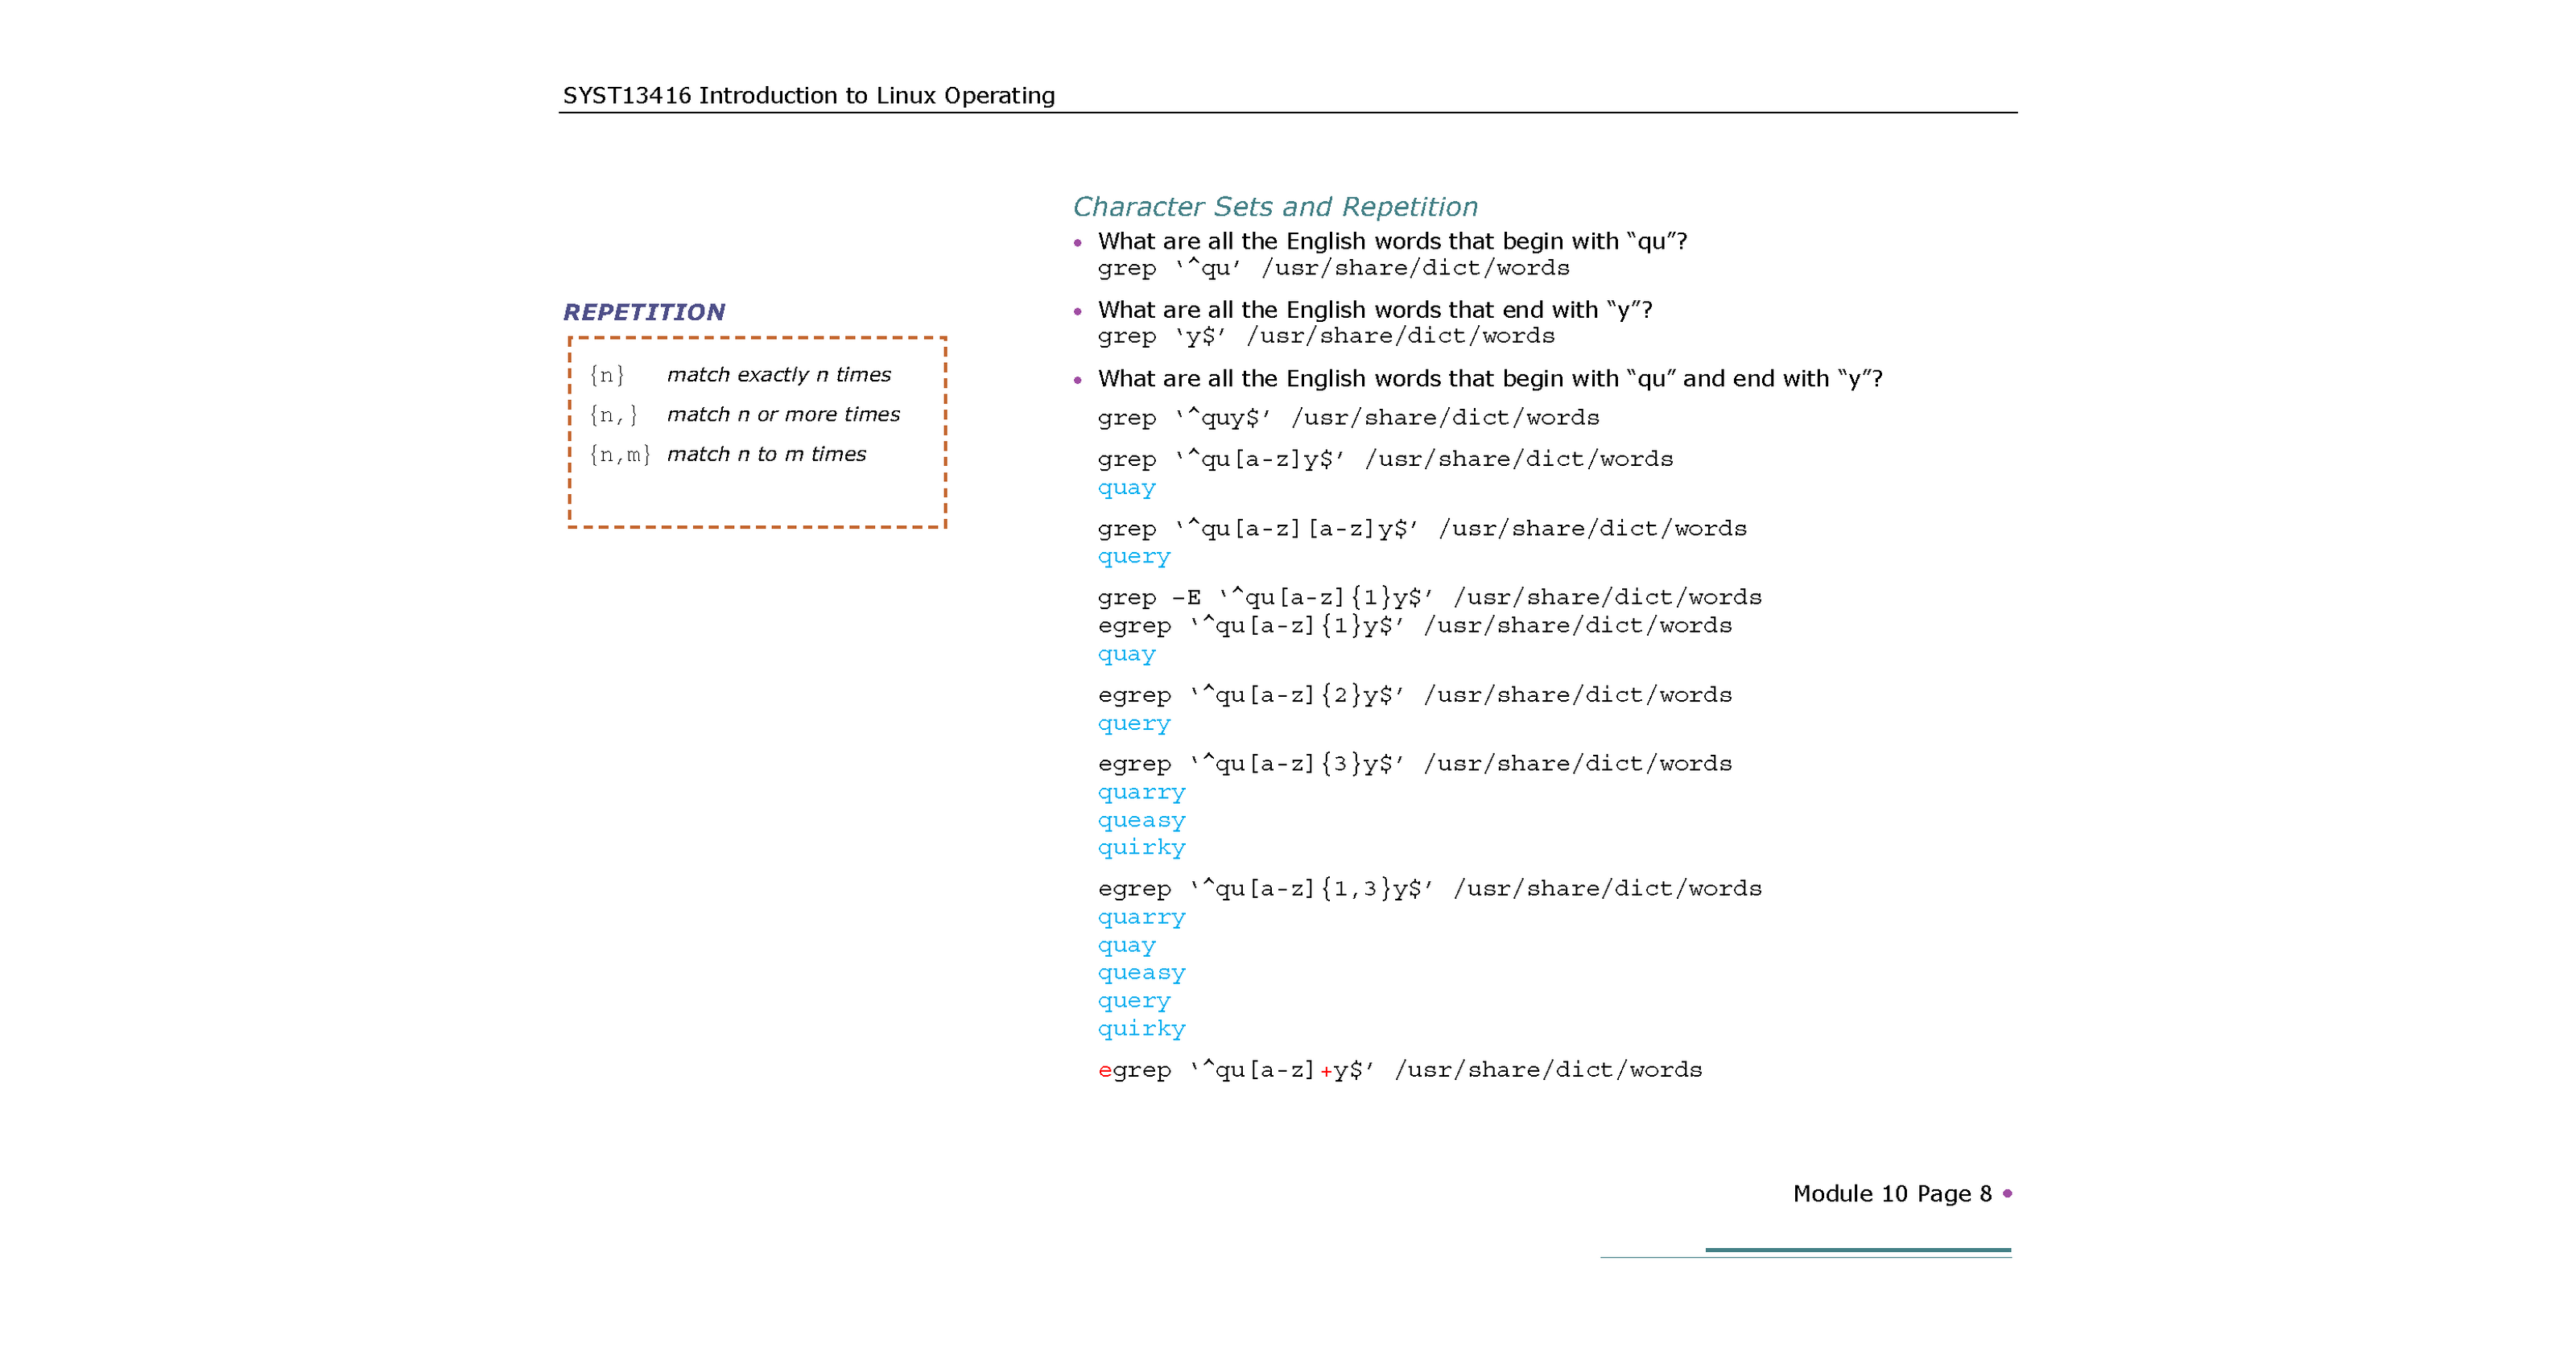 SYST13416 Introduction to Linux Operating
REPETITION
{n} match exactly n times
{n,} match n or more times
{n,m} match n to m times
Character Sets and Repetition
• What are all the English words that begin with “qu”?
grep ‘^qu’ /usr/share/dict/words
• What are all the English words that end with “y”?
grep ‘y$’ /usr/share/dict/words
• What are all the English words that begin with “qu” and end with “y”?
grep ‘^quy$’ /usr/share/dict/words
grep ‘^qu[a-z]y$’ /usr/share/dict/words
quay
grep ‘^qu[a-z][a-z]y$’ /usr/share/dict/words
query
grep –E ‘^qu[a-z]{1}y$’ /usr/share/dict/words
egrep ‘^qu[a-z]{1}y$’ /usr/share/dict/words
quay
egrep ‘^qu[a-z]{2}y$’ /usr/share/dict/words
query
egrep ‘^qu[a-z]{3}y$’ /usr/share/dict/words
quarry
queasy
quirky
egrep ‘^qu[a-z]{1,3}y$’ /usr/share/dict/words
quarry
quay
queasy
query
quirky
egrep ‘^qu[a-z]+y$’ /usr/share/dict/words
Module 10 Page 8 •